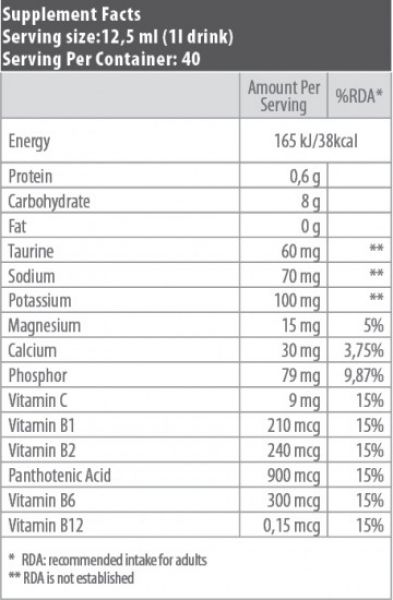 Supplement Facts
Serving size:12,5 ml (1l drink)
Serving Per Container: 40
Amount Per Serving %RDA*
Energy 165 kJ/38kcal
Protein 0,6 g
Carbohydrate 8 g
Fat 0 g
Taurine 60 mg **
Sodium 70 mg **
Potassium 100 mg **
Magnesium 15 mg 5%
Calcium 30 mg 3,75%
Phosphor 79 mg 9,87%
Vitamin C 9 mg 15%
Vitamin B1 210 mcg 15%
Vitamin B2 240 mcg 15%
Panthotenic Acid 900 mcg 15%
Vitamin B6 300 mcg 15%
Vitamin B12 0,15 mcg 15%
* RDA: recommended intake for adults
** RDA is not established